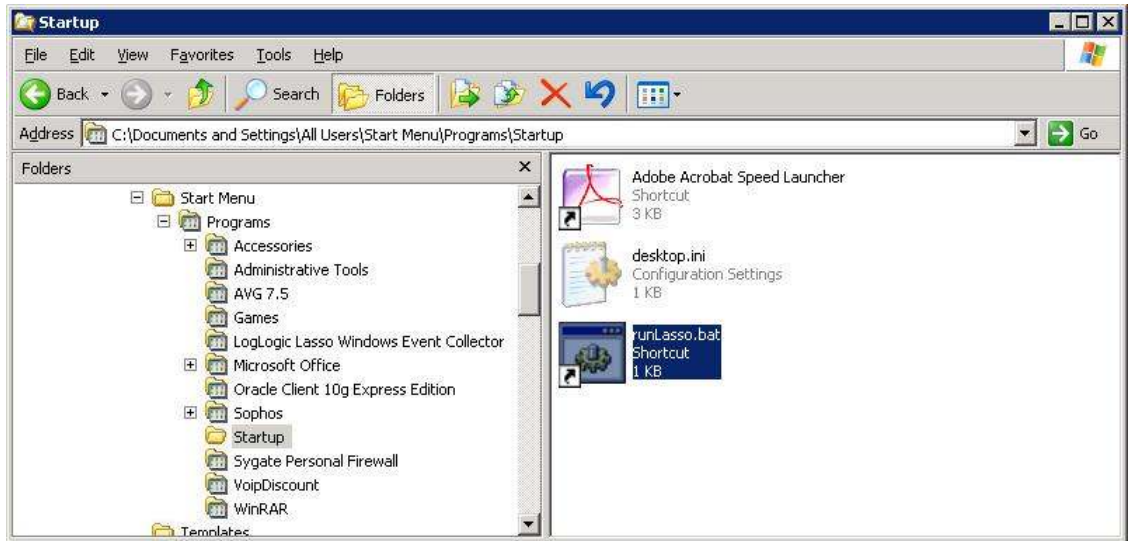 Startup
File Edit View Favorites Tools Help
Back Search Folders
Address C:\Documents and Settings\All Users\Start Menu\Programs\Startup Go
Folders
Start Menu
Programs
Accessories
Administrative Tools
AVG 7.5
Games
LogLogic Lasso Windows Event Collector
Microsoft Office
Oracle Client 10g Express Edition
Sophos
Startup
Sygate Personal Firewall
VoipDiscount
WinRAR
Templates
Adobe Acrobat Speed Launcher
Shortcut
3 KB
desktop.ini
Configuration Settings
1 KB
runLasso.bat
Shortcut
1 KB